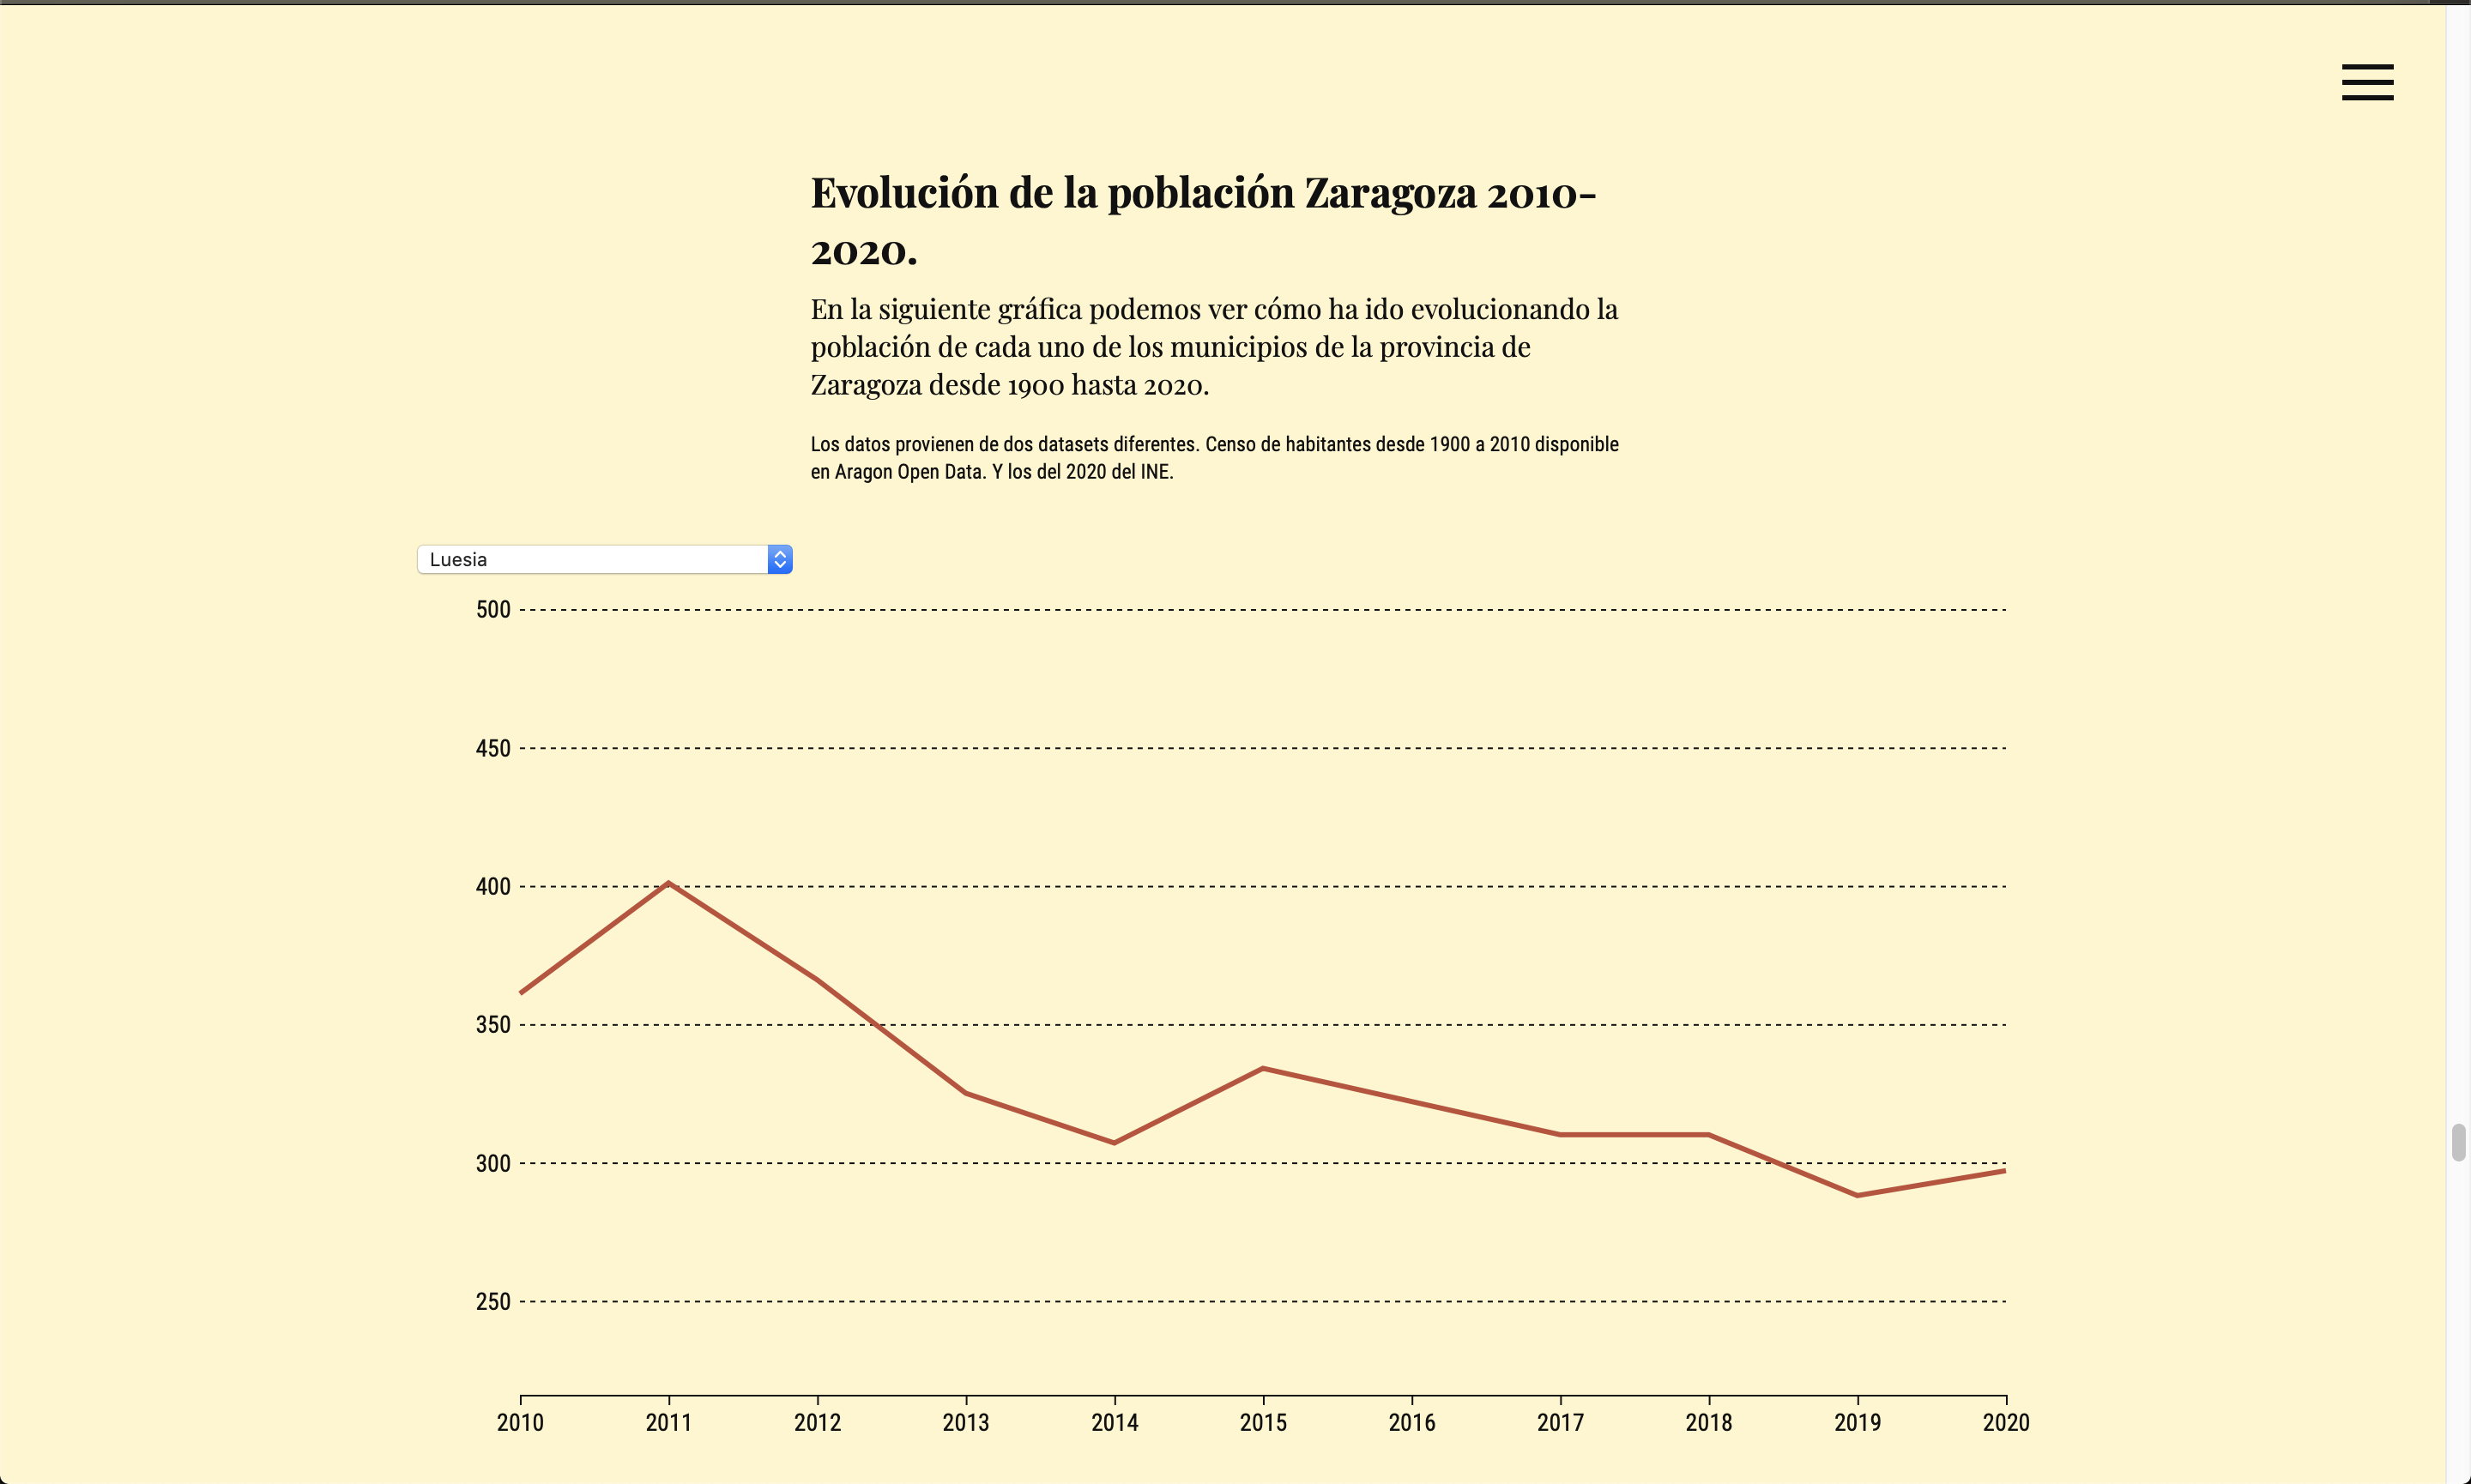 Evolución de la población Zaragoza 2010-
2020.
En la siguiente gráfica podemos ver cómo ha ido evolucionando la
población de cada uno de los municipios de la provincia de
Zaragoza desde 1900 hasta 2020.
Los datos provienen de dos datasets diferentes. Censo de habitantes desde 1900 a 2010 disponible
en Aragon Open Data. Y los del 2020 del INE.
Luesia
500
450
400
350
300
250
2010 2011 2012 2013 2014 2015 2016 2017 2018 2019 2020